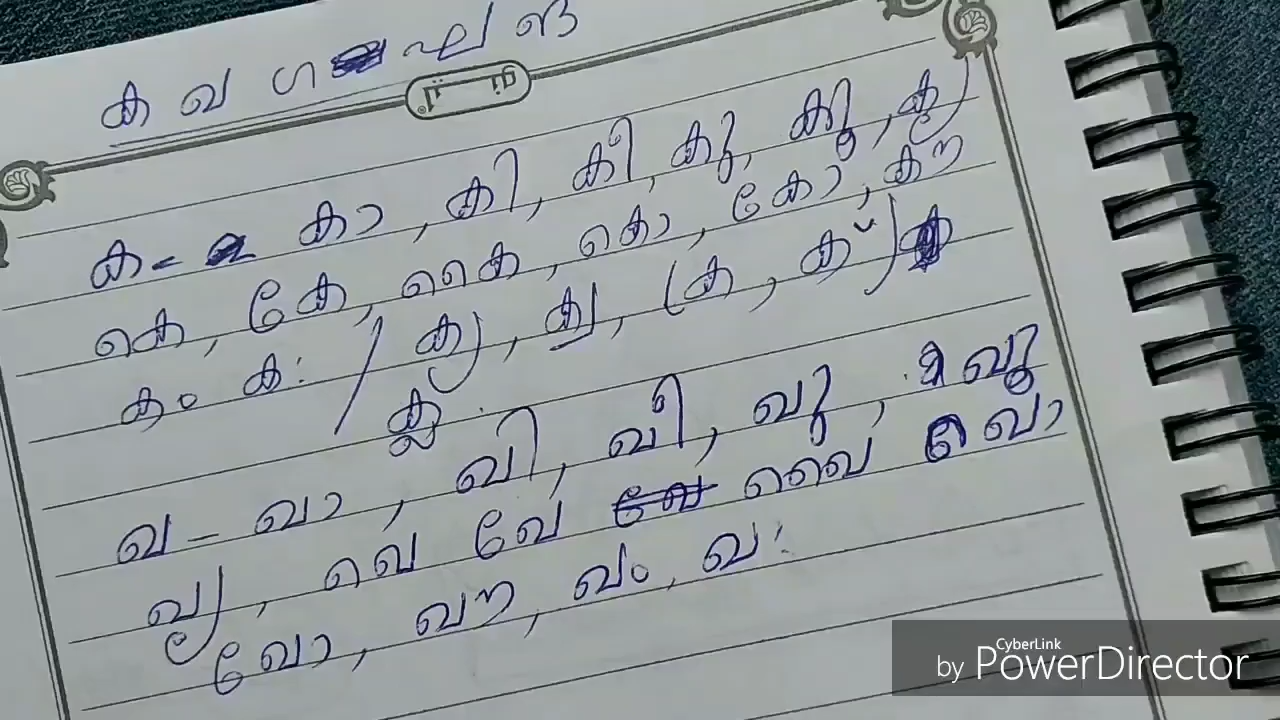 ക ഖ ഗ ഘ ങ
ക - കാ, കി, കീ, കു, കൂ, കൃ
കെ, കേ, കൈ, കൊ, കോ, കൗ
കം കഃ / ക്യ, ക്വ, ക്ര, ക്)
ക്ല
ഖ - ഖാ, ഖി, ഖീ, ഖു, ഖൂ
ഖൃ, ഖെ ഖേ ഖൈ ഖൊ
ഖോ, ഖൗ, ഖം, ഖഃ
CyberLink
by PowerDirector